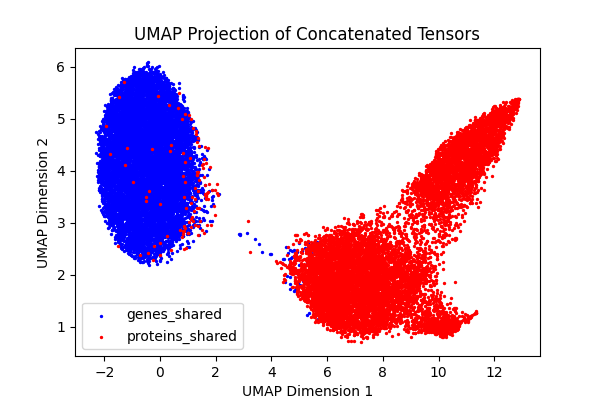 UMAP Projection of Concatenated Tensors
6
5
4
3
2
1
UMAP Dimension 2
genes_shared
proteins_shared
−2 0 2 4 6 8 10 12
UMAP Dimension 1